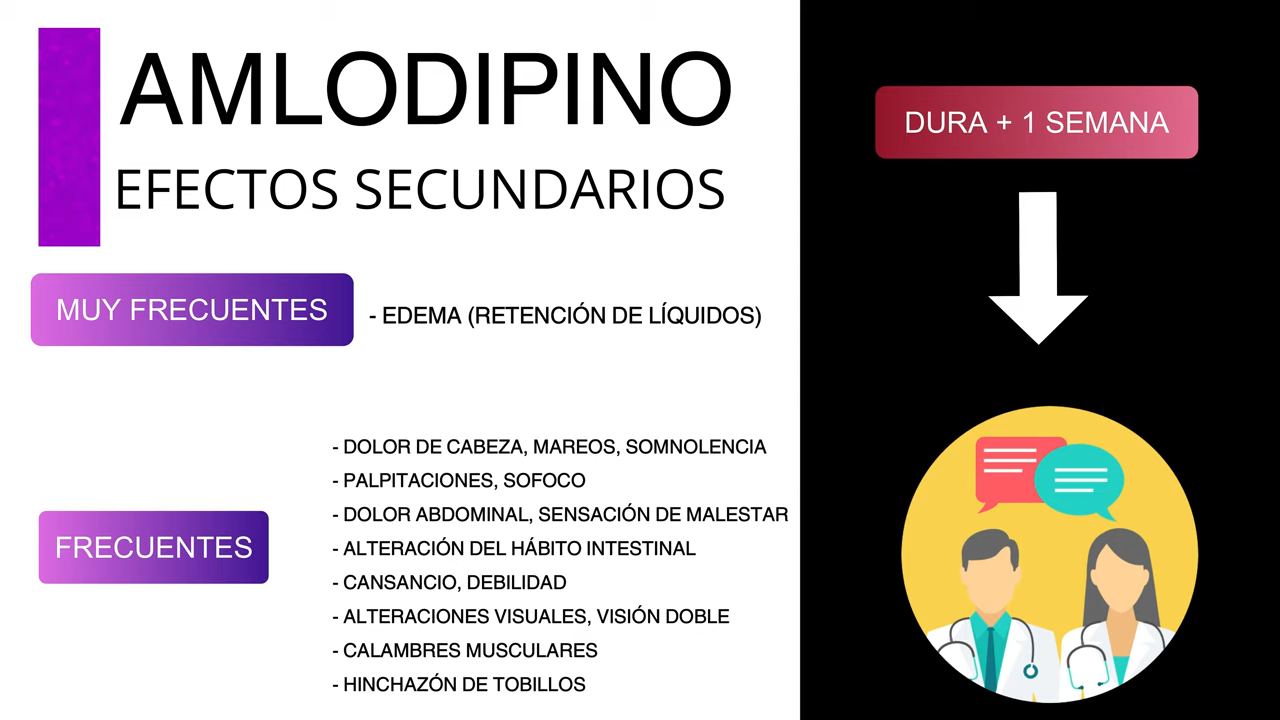 AMLODIPINO
EFECTOS SECUNDARIOS
MUY FRECUENTES
- EDEMA (RETENCIÓN DE LÍQUIDOS)
FRECUENTES
- DOLOR DE CABEZA, MAREOS, SOMNOLENCIA
- PALPITACIONES, SOFOCO
- DOLOR ABDOMINAL, SENSACIÓN DE MALESTAR
- ALTERACIÓN DEL HÁBITO INTESTINAL
- CANSANCIO, DEBILIDAD
- ALTERACIONES VISUALES, VISIÓN DOBLE
- CALAMBRES MUSCULARES
- HINCHAZÓN DE TOBILLOS
DURA + 1 SEMANA